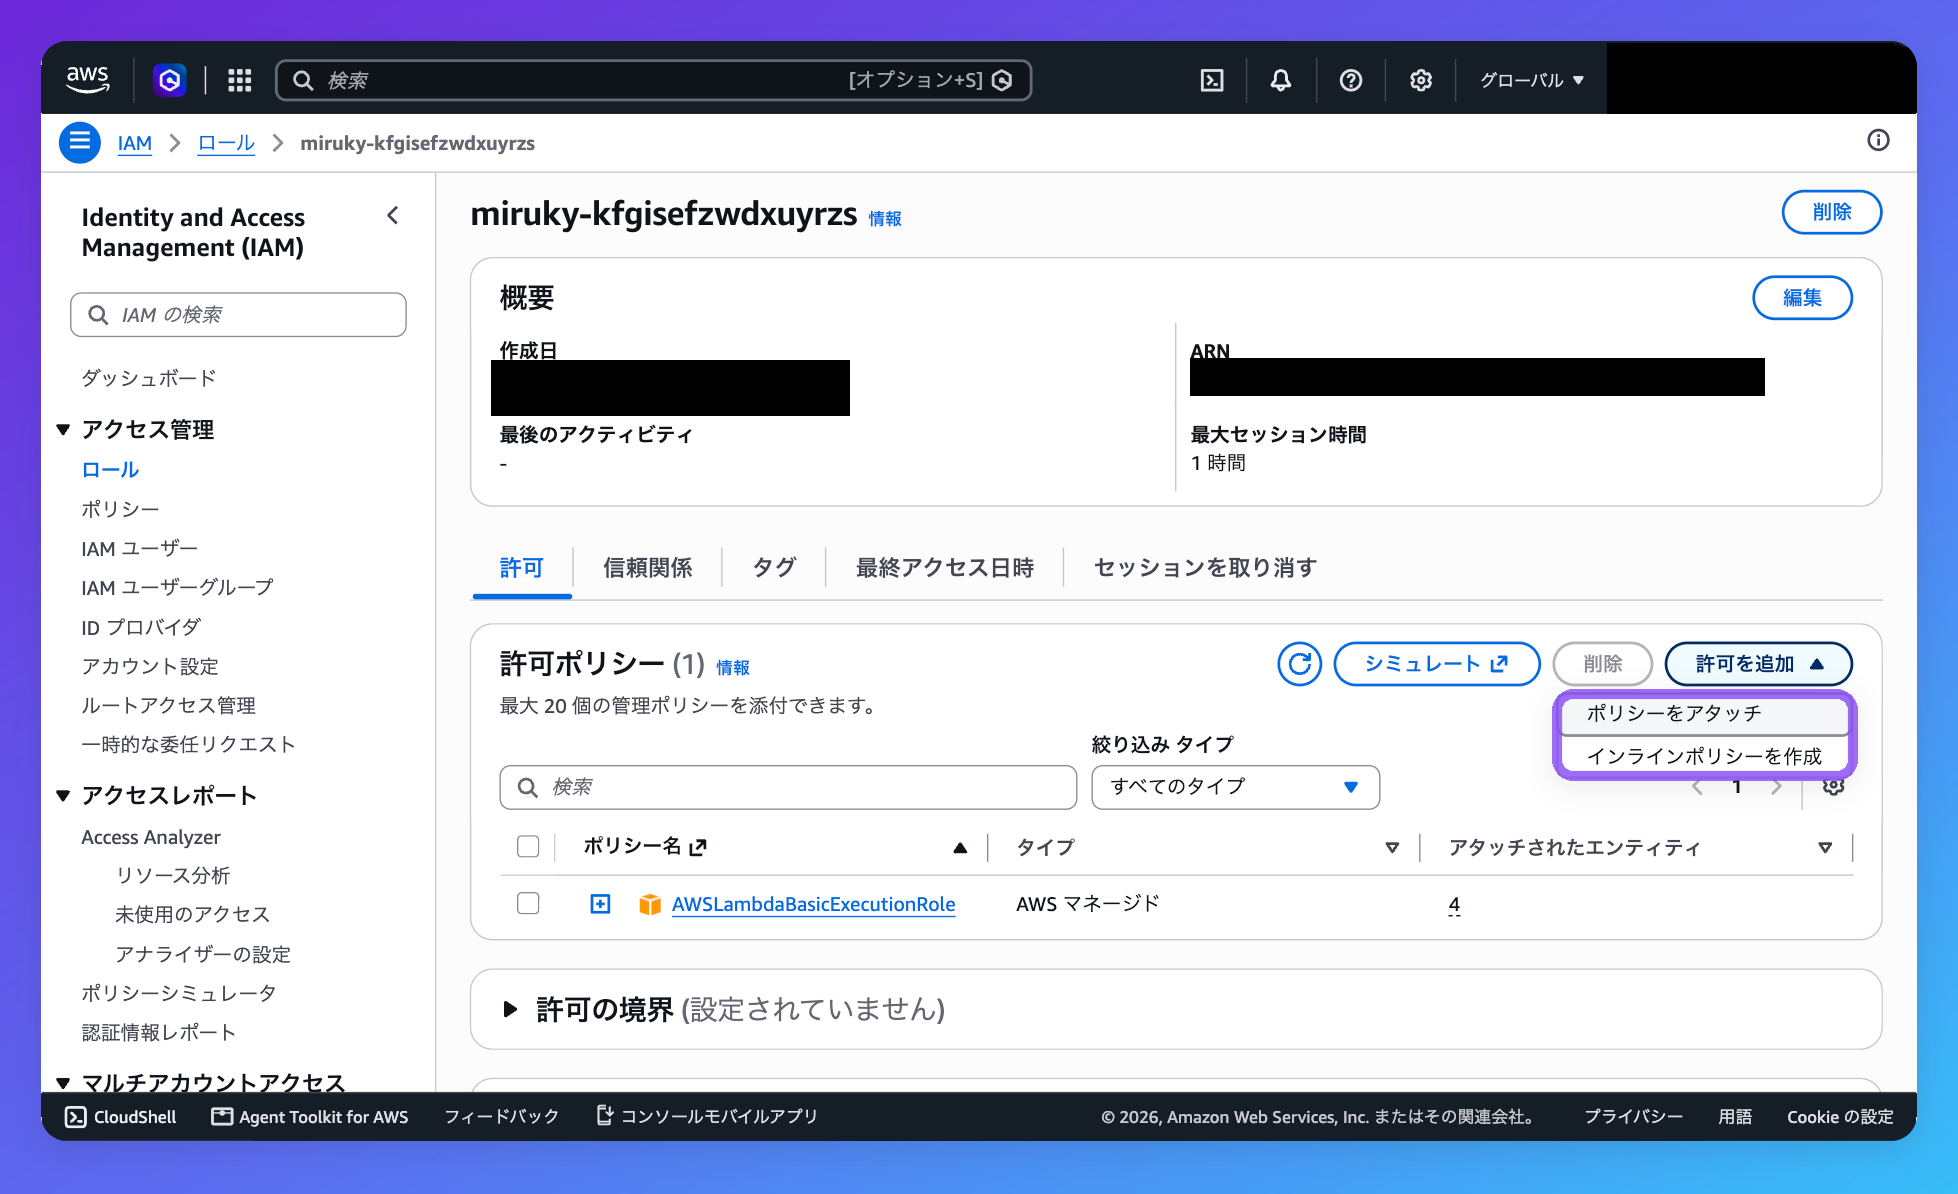 aws
検索 [オプション+S]
グローバル
IAM ロール miruky-kfgisefzwdxuyrzs
Identity and Access
Management (IAM)
IAM の検索
ダッシュボード
アクセス管理
ロール
ポリシー
IAM ユーザー
IAM ユーザーグループ
ID プロバイダ
アカウント設定
ルートアクセス管理
一時的な委任リクエスト
アクセスレポート
Access Analyzer
リソース分析
未使用のアクセス
アナライザーの設定
ポリシーシミュレータ
認証情報レポート
マルチアカウントアクセス
miruky-kfgisefzwdxuyrzs 情報
削除
概要
編集
作成日
ARN
最後のアクティビティ
-
最大セッション時間
1 時間
許可 信頼関係 タグ 最終アクセス日時 セッションを取り消す
許可ポリシー (1) 情報
シミュレート 削除 許可を追加
最大 20 個の管理ポリシーを添付できます。
ポリシーをアタッチ
インラインポリシーを作成
絞り込み タイプ
検索 すべてのタイプ
1
ポリシー名 タイプ アタッチされたエンティティ
AWSLambdaBasicExecutionRole AWS マネージド 4
許可の境界 (設定されていません)
CloudShell Agent Toolkit for AWS フィードバック コンソールモバイルアプリ © 2026, Amazon Web Services, Inc. またはその関連会社。 プライバシー 用語 Cookie の設定